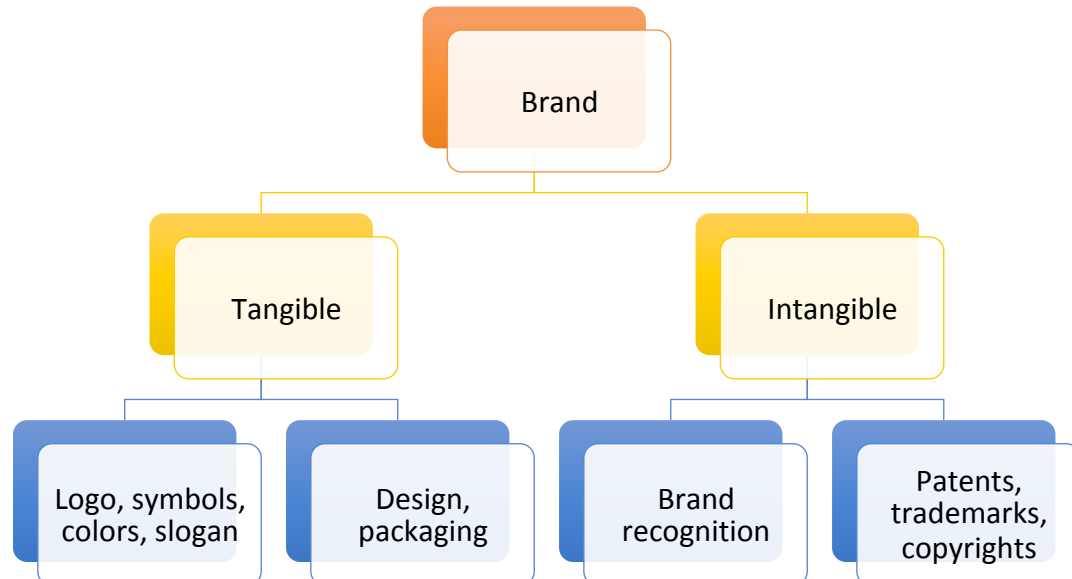 Brand
Tangible
Intangible
Logo, symbols,
colors, slogan
Design,
packaging
Brand
recognition
Patents,
trademarks,
copyrights